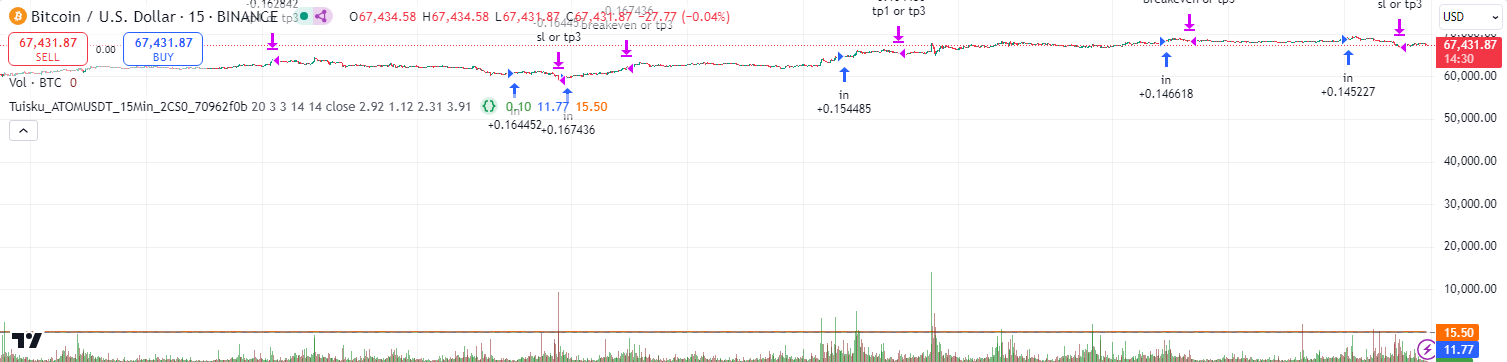 Bitcoin / U.S. Dollar · 15 · BINANCE
O67,434.58 H67,434.58 L67,431.87 C67,431.87 −27.77 (−0.04%)
67,431.87
SELL
0.00
67,431.87
BUY
Vol · BTC 0
Tuisku_ATOMUSDT_15Min_2CS0_70962f0b 20 3 3 14 14 close 2.92 1.12 2.31 3.91 0.10 11.77 15.50
-0.162842
-0.167436
breakeven or tp3
sl or tp3
tp1 or tp3
breakeven or tp3
sl or tp3
in
+0.164452
in
+0.167436
in
+0.154485
in
+0.146618
in
+0.145227
USD
67,431.87
14:30
60,000.00
50,000.00
40,000.00
30,000.00
20,000.00
10,000.00
15.50
11.77